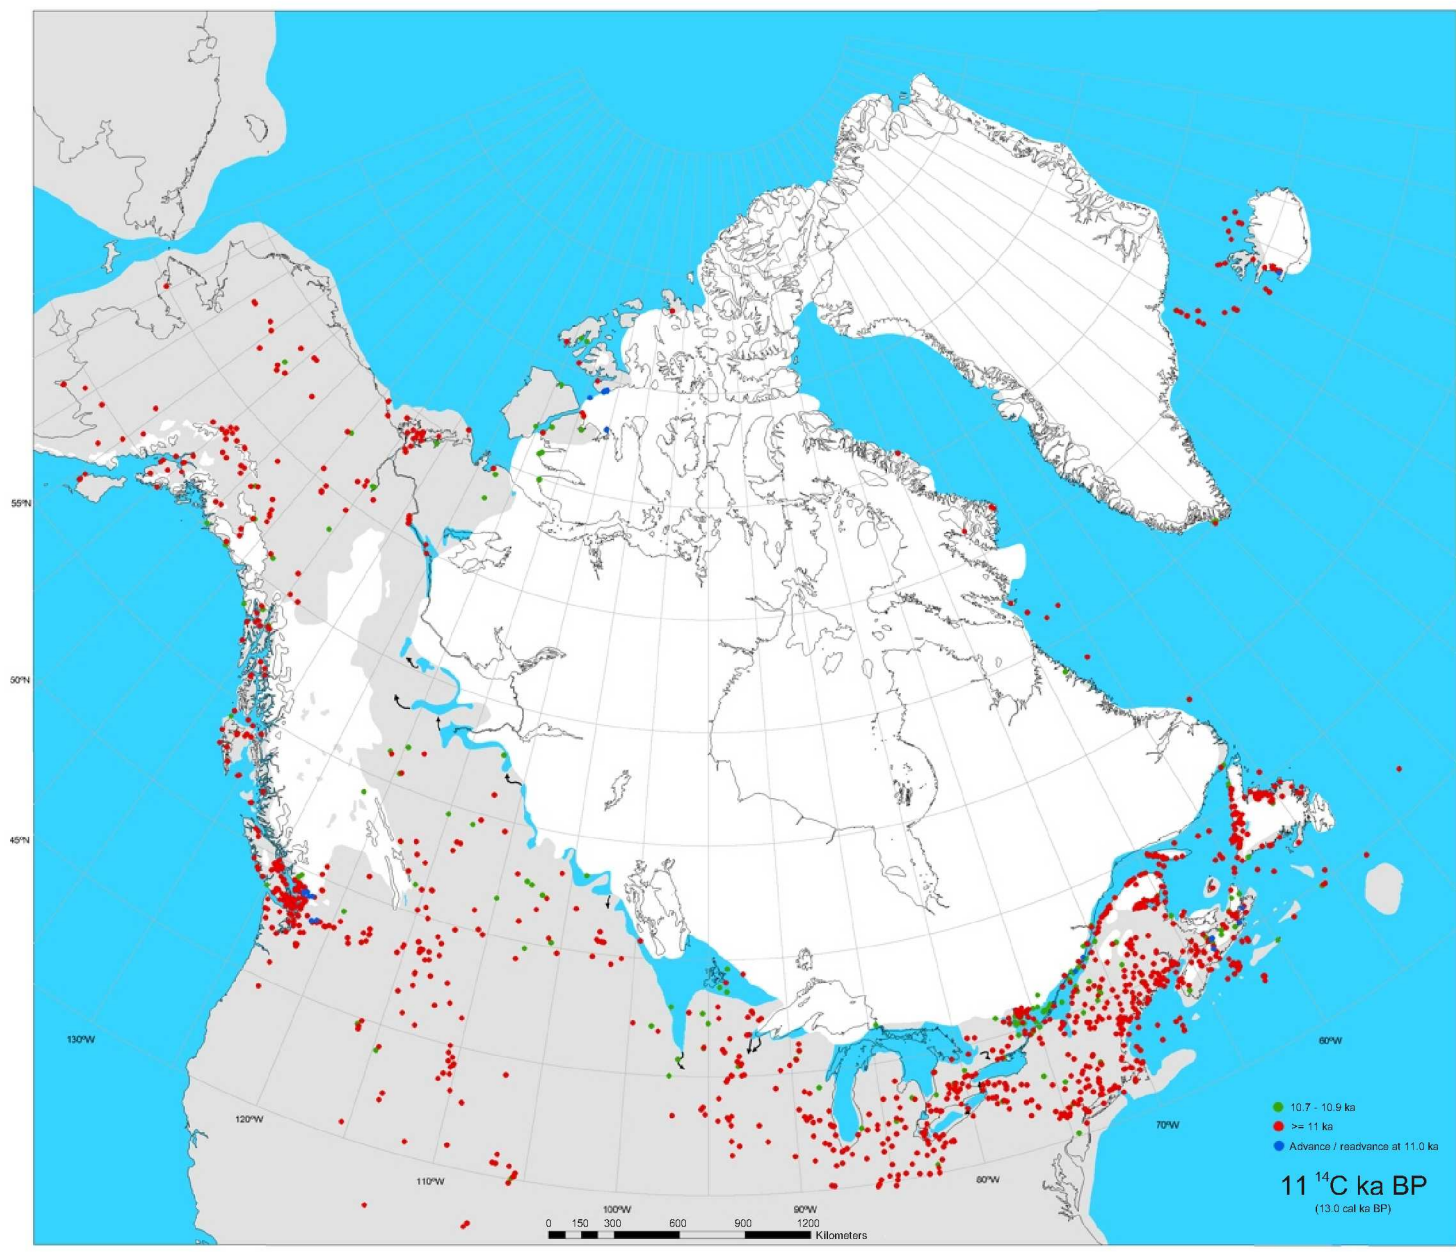 55°N
50°N
45°N
130°W
120°W
110°W
100°W
90°W
80°W
70°W
60°W
10.7 - 10.9 ka
>= 11 ka
Advance / readvance at 11.0 ka
11 ¹⁴C ka BP
(13.0 cal ka BP)
0 150 300 600 900 1200
Kilometers